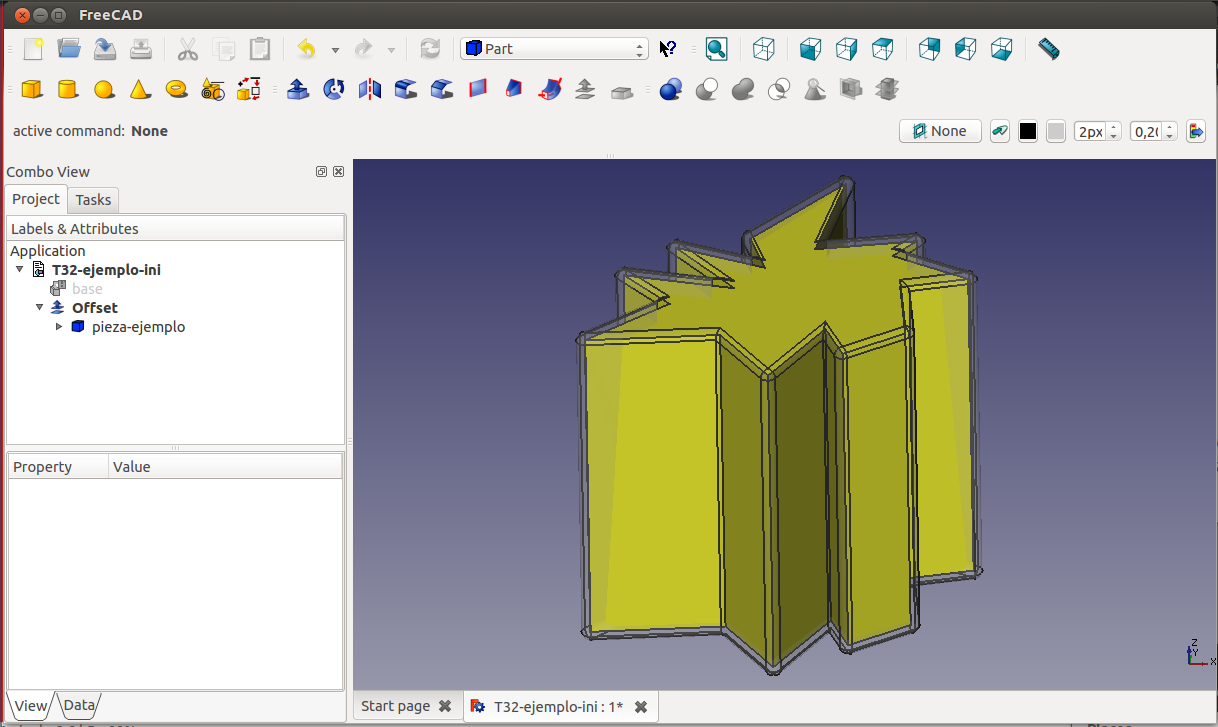 FreeCAD
Part
active command: None
None
2px
0,20
Combo View
Project
Tasks
Labels & Attributes
Application
T32-ejemplo-ini
base
Offset
pieza-ejemplo
Property
Value
View
Data
Start page
T32-ejemplo-ini : 1*
Z
Y
X